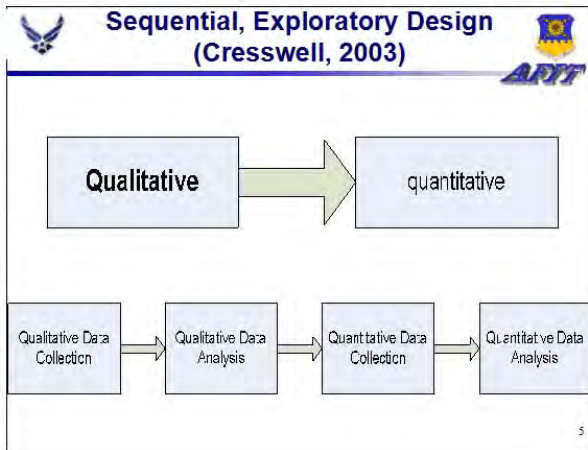 Sequential, Exploratory Design
(Cresswell, 2003)
AFIT
Qualitative
quantitative
Qualitative Data
Collection
Qualitative Data
Analysis
Quantitative Data
Collection
Quantitative Data
Analysis
5